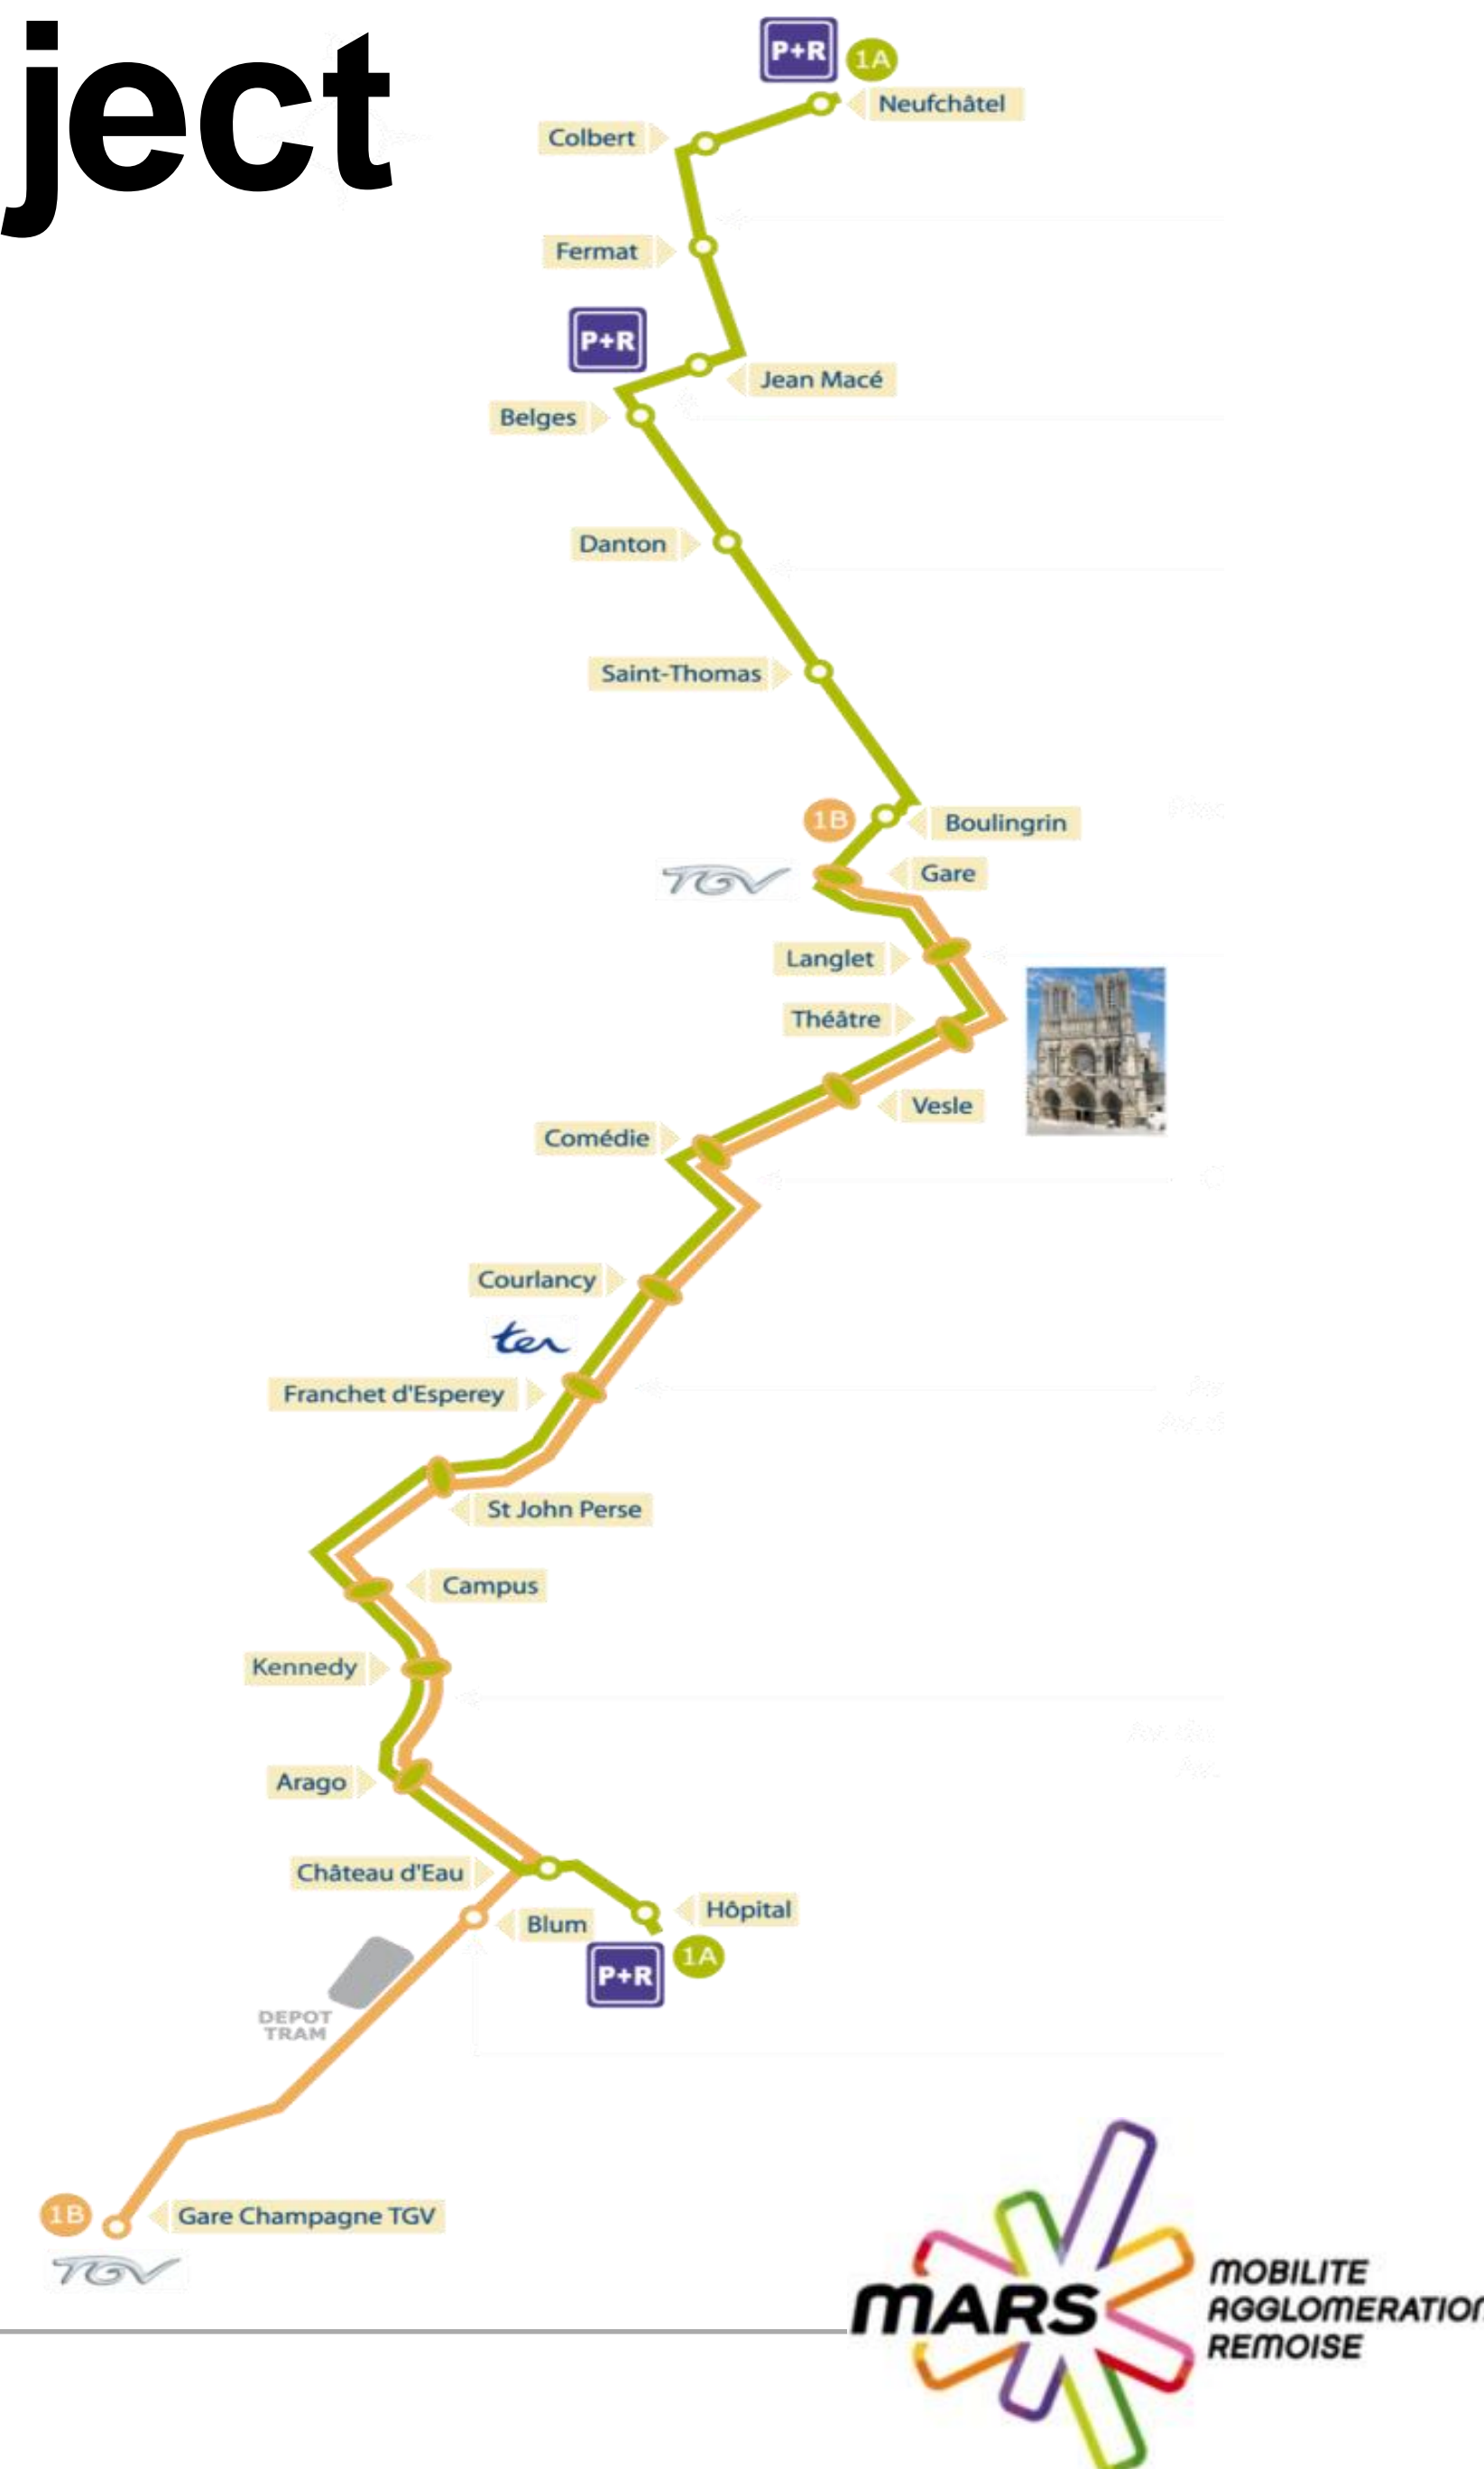 ject
P+R
1A
Neufchâtel
Colbert
Fermat
P+R
Jean Macé
Belges
Danton
Saint-Thomas
1B
Boulingrin
TGV
Gare
Langlet
Théâtre
Vesle
Comédie
Courlancy
ter
Franchet d'Esperey
St John Perse
Campus
Kennedy
Arago
Château d'Eau
Hôpital
Blum
1A
P+R
DEPOT
TRAM
1B
Gare Champagne TGV
TGV
MARS
MOBILITE
AGGLOMERATION
REMOISE